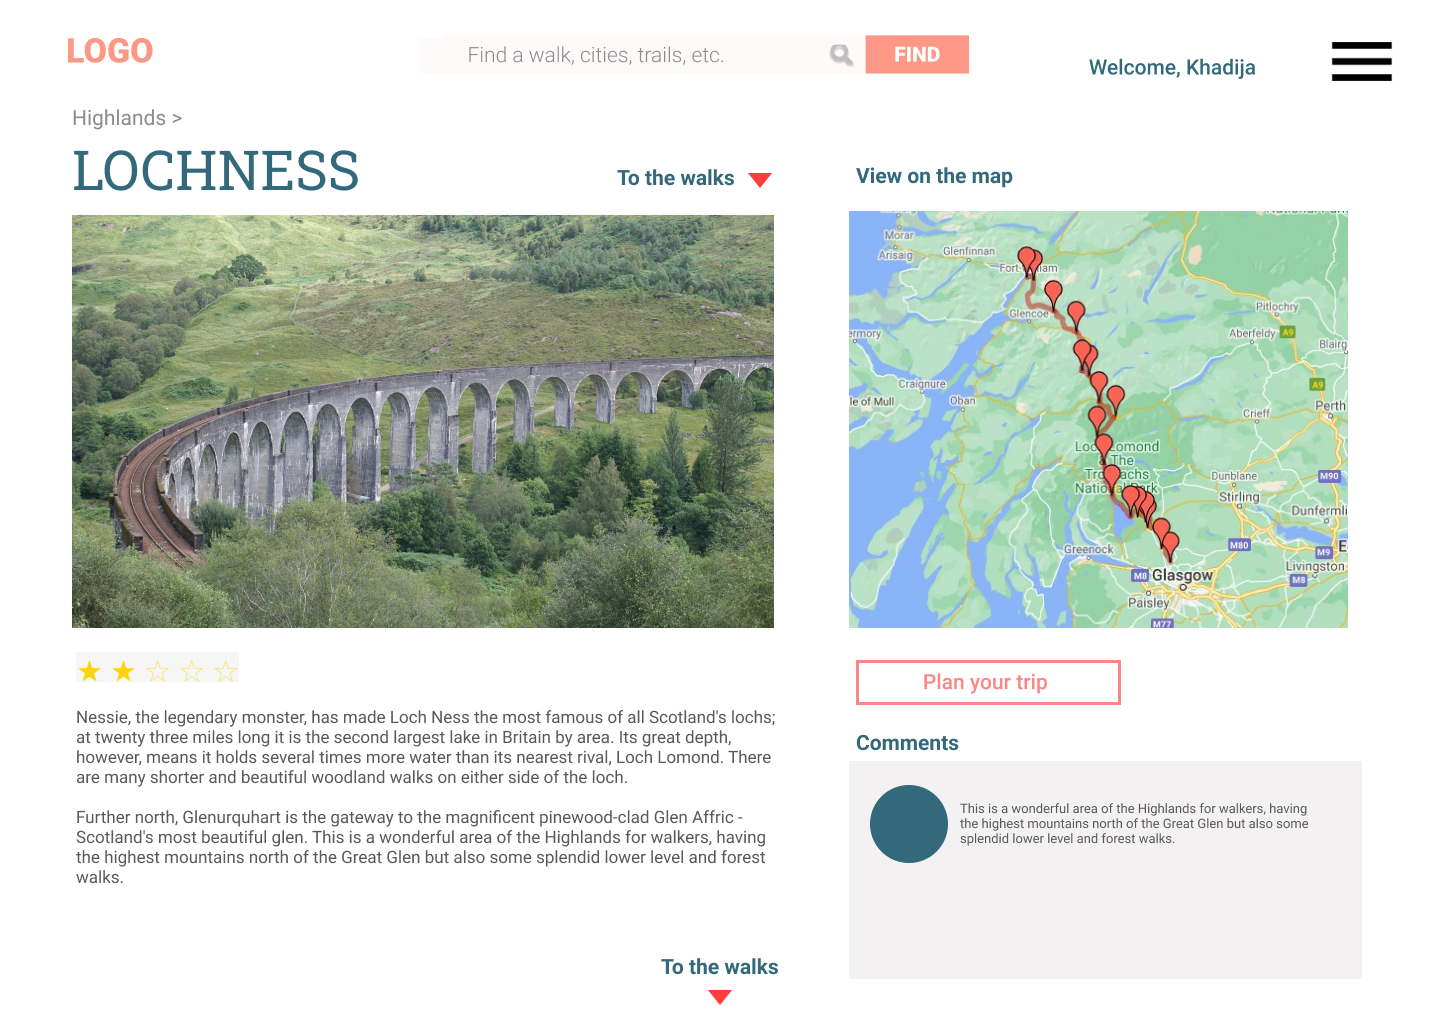 LOGO
Find a walk, cities, trails, etc.
FIND
Welcome, Khadija
Highlands >
LOCHNESS
To the walks
View on the map
Morar
Arisaig
Glenfinnan
Glencoe
Pitlochry
Aberfeldy
A9
Blairg
ermory
Craignure
le of Mull
Oban
A9
Crieff
Perth
Dunblane
M90
Stirling
Dunfermli
Greenock
M80
M9
E
Livingston
M8
Glasgow
M8
Paisley
M77
Nessie, the legendary monster, has made Loch Ness the most famous of all Scotland's lochs;
at twenty three miles long it is the second largest lake in Britain by area. Its great depth,
however, means it holds several times more water than its nearest rival, Loch Lomond. There
are many shorter and beautiful woodland walks on either side of the loch.
Further north, Glenurquhart is the gateway to the magnificent pinewood-clad Glen Affric -
Scotland's most beautiful glen. This is a wonderful area of the Highlands for walkers, having
the highest mountains north of the Great Glen but also some splendid lower level and forest
walks.
To the walks
Plan your trip
Comments
This is a wonderful area of the Highlands for walkers, having
the highest mountains north of the Great Glen but also some
splendid lower level and forest walks.